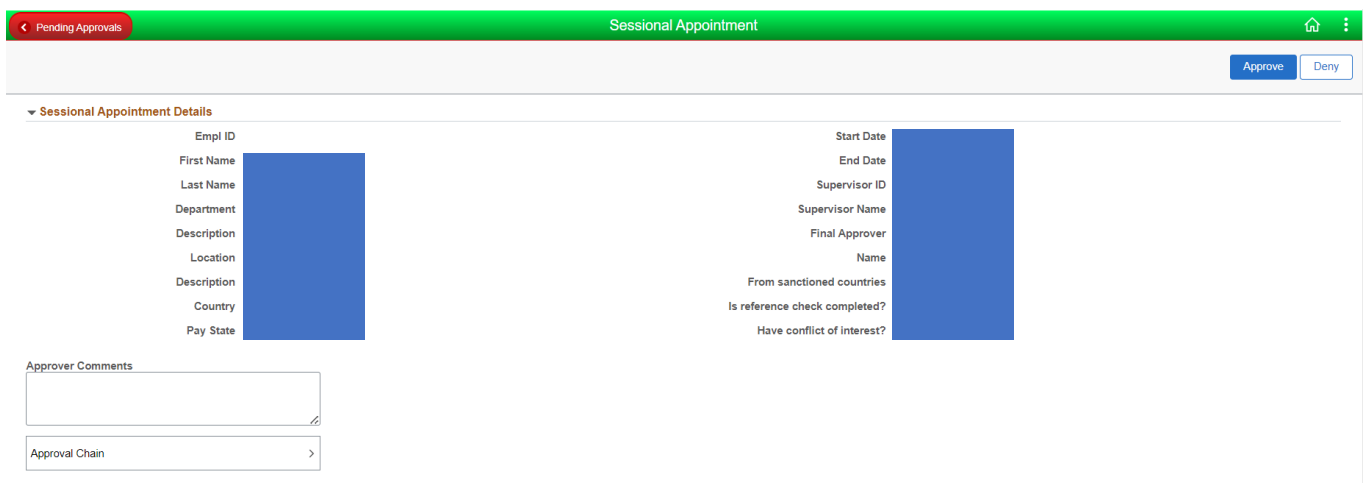 Pending Approvals
Sessional Appointment
Approve
Deny
Sessional Appointment Details
Empl ID
First Name
Last Name
Department
Description
Location
Description
Country
Pay State
Start Date
End Date
Supervisor ID
Supervisor Name
Final Approver
Name
From sanctioned countries
Is reference check completed?
Have conflict of interest?
Approver Comments
Approval Chain